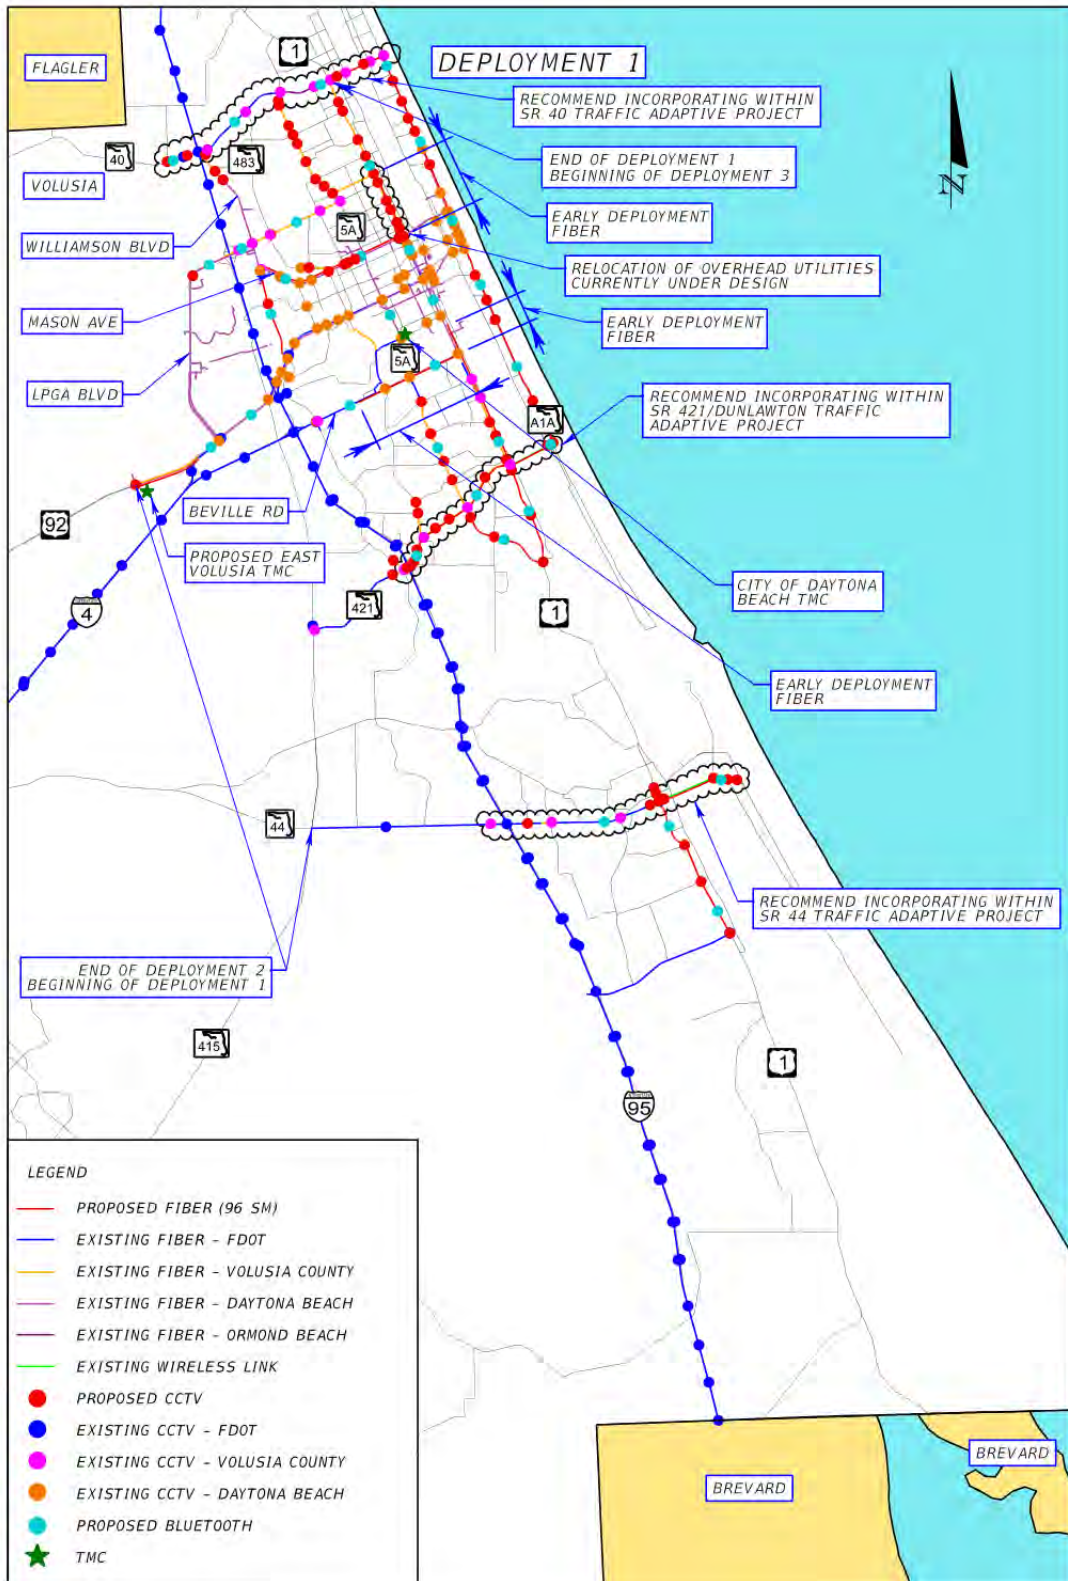 FLAGLER
1
DEPLOYMENT 1
RECOMMEND INCORPORATING WITHIN
SR 40 TRAFFIC ADAPTIVE PROJECT
40
483
END OF DEPLOYMENT 1
BEGINNING OF DEPLOYMENT 3
N
VOLUSIA
EARLY DEPLOYMENT
FIBER
5A
WILLIAMSON BLVD
RELOCATION OF OVERHEAD UTILITIES
CURRENTLY UNDER DESIGN
MASON AVE
EARLY DEPLOYMENT
FIBER
5A
LPGA BLVD
RECOMMEND INCORPORATING WITHIN
SR 421/DUNLAWTON TRAFFIC
ADAPTIVE PROJECT
A1A
BEVILLE RD
92
PROPOSED EAST
VOLUSIA TMC
CITY OF DAYTONA
BEACH TMC
4
421
1
EARLY DEPLOYMENT
FIBER
44
RECOMMEND INCORPORATING WITHIN
SR 44 TRAFFIC ADAPTIVE PROJECT
END OF DEPLOYMENT 2
BEGINNING OF DEPLOYMENT 1
415
1
95
LEGEND
PROPOSED FIBER (96 SM)
EXISTING FIBER - FDOT
EXISTING FIBER - VOLUSIA COUNTY
EXISTING FIBER - DAYTONA BEACH
EXISTING FIBER - ORMOND BEACH
EXISTING WIRELESS LINK
PROPOSED CCTV
EXISTING CCTV - FDOT
EXISTING CCTV - VOLUSIA COUNTY
EXISTING CCTV - DAYTONA BEACH
PROPOSED BLUETOOTH
TMC
BREVARD
BREVARD